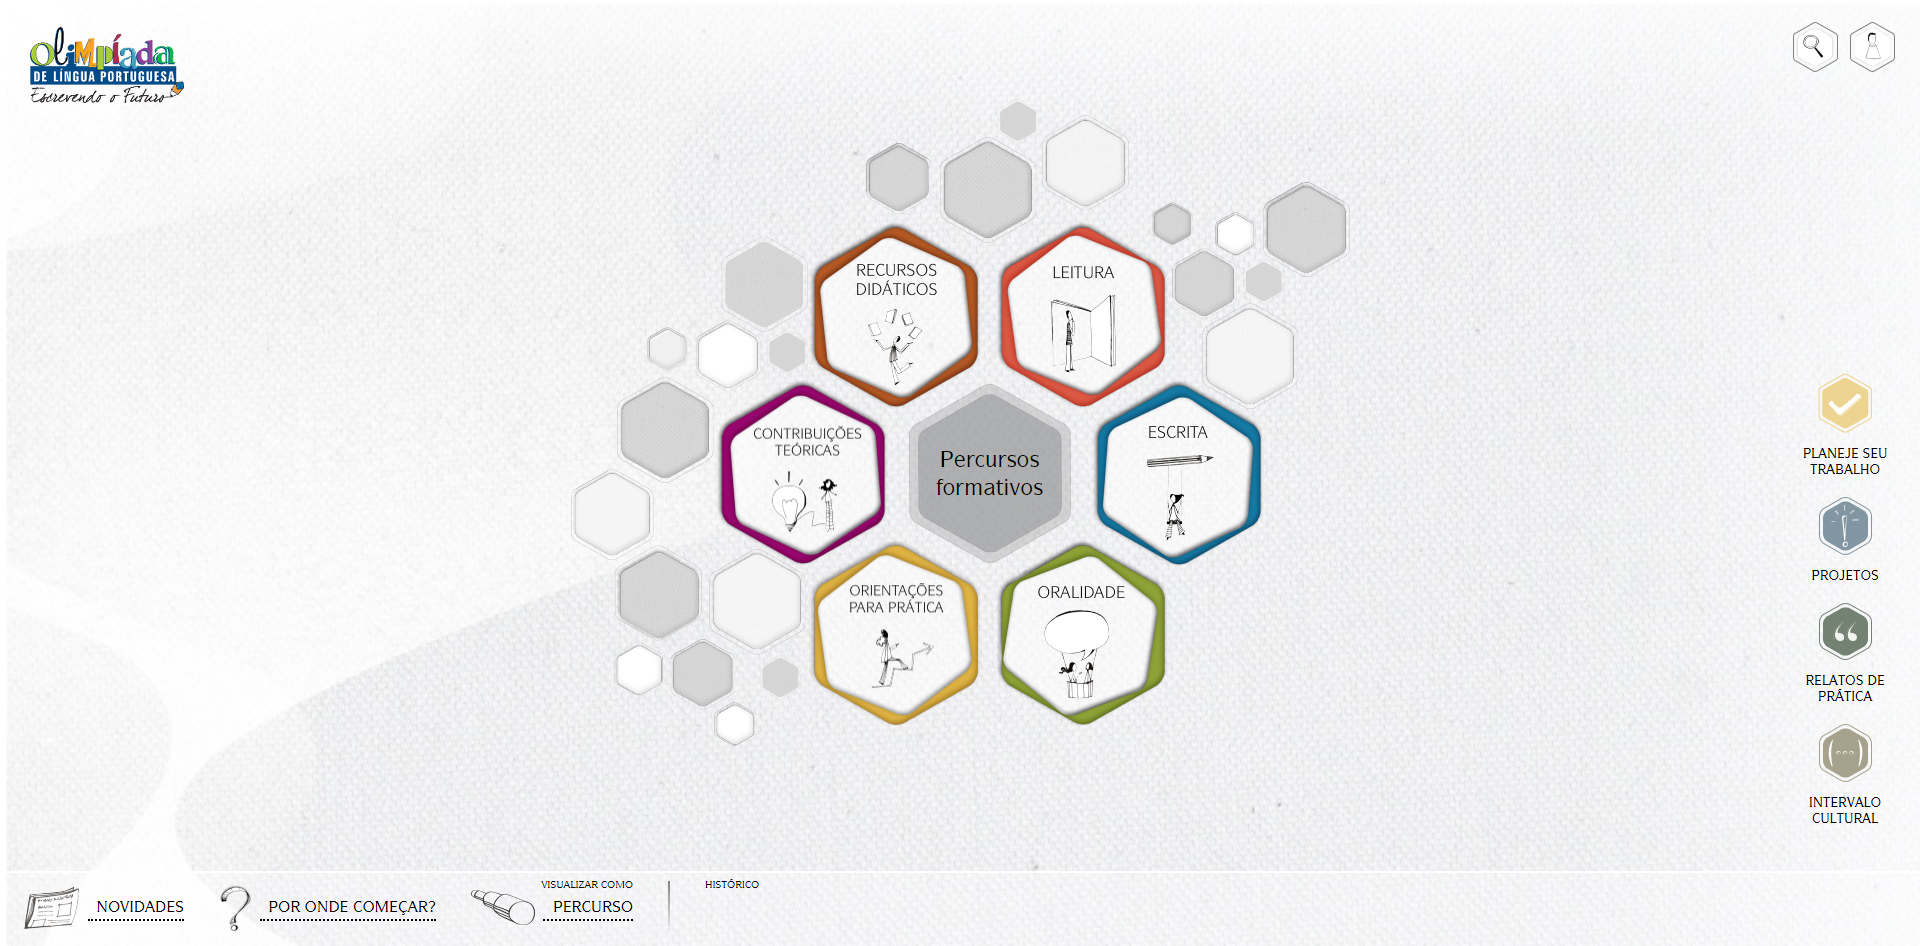 OLIMPíada
DE LÍNGUA PORTUGUESA
Escrevendo o Futuro
RECURSOS
DIDÁTICOS
LEITURA
CONTRIBUIÇÕES
TEÓRICAS
Percursos
formativos
ESCRITA
ORIENTAÇÕES
PARA PRÁTICA
ORALIDADE
PLANEJE SEU
TRABALHO
PROJETOS
RELATOS DE
PRÁTICA
INTERVALO
CULTURAL
NOVIDADES
POR ONDE COMEÇAR?
VISUALIZAR COMO
PERCURSO
HISTÓRICO